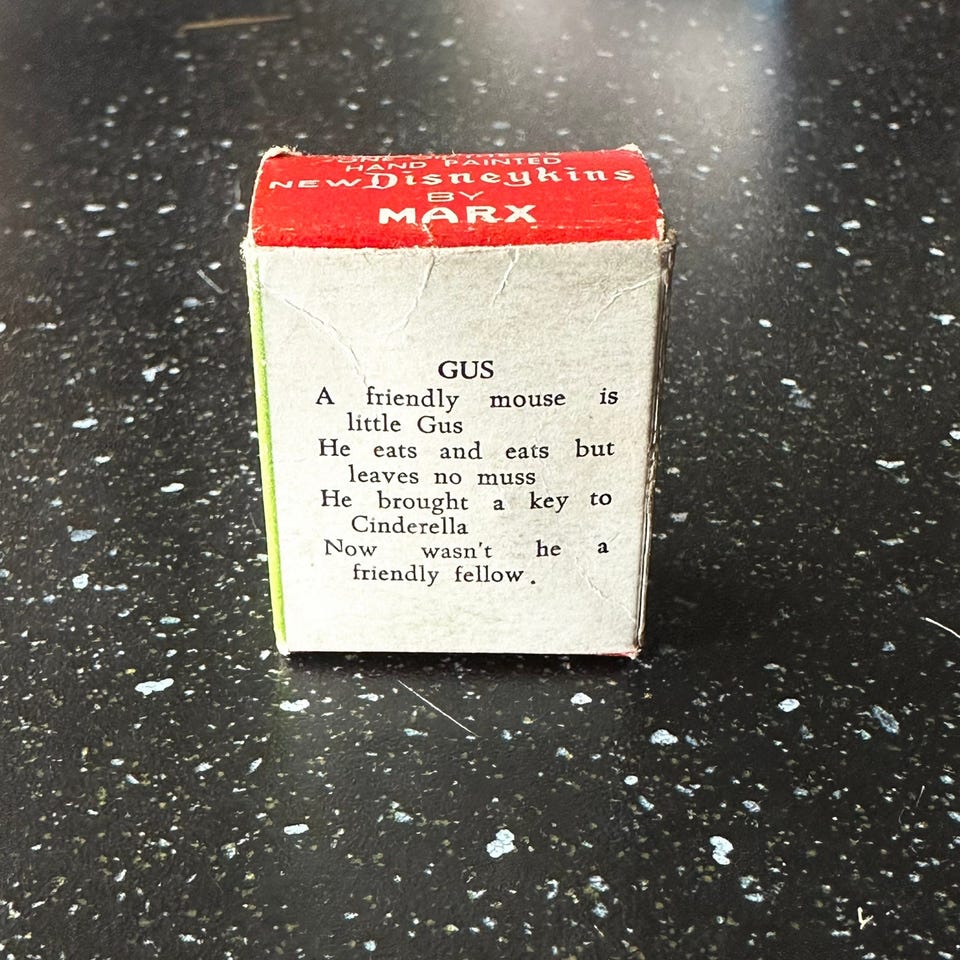 HAND PAINTED
NEW Disneykins
BY
MARX
GUS
A friendly mouse is
little Gus
He eats and eats but
leaves no muss
He brought a key to
Cinderella
Now wasn't he a
friendly fellow.